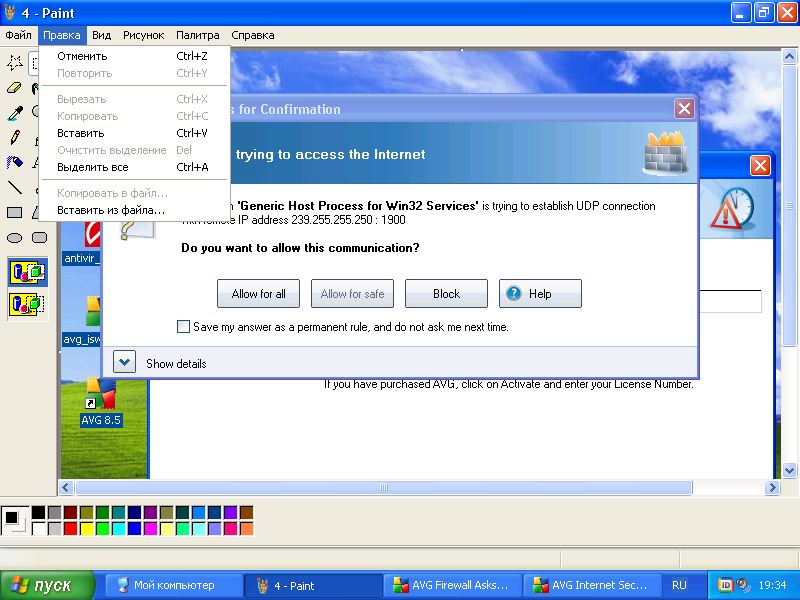 4 - Paint
Файл Правка Вид Рисунок Палитра Справка
Отменить Ctrl+Z
Повторить Ctrl+Y
Вырезать Ctrl+X
Копировать Ctrl+C
Вставить Ctrl+V
Очистить выделение Del
Выделить все Ctrl+A
Копировать в файл...
Вставить из файла...
for Confirmation
trying to access the Internet
'Generic Host Process for Win32 Services' is trying to establish UDP connection
with remote IP address 239.255.255.250 : 1900
Do you want to allow this communication?
Allow for all Allow for safe Block Help
Save my answer as a permanent rule, and do not ask me next time.
Show details
antivir_
avg_isw
AVG 8.5
If you have purchased AVG, click on Activate and enter your License Number.
пуск Мой компьютер 4 - Paint AVG Firewall Asks... AVG Internet Sec... RU 19:34